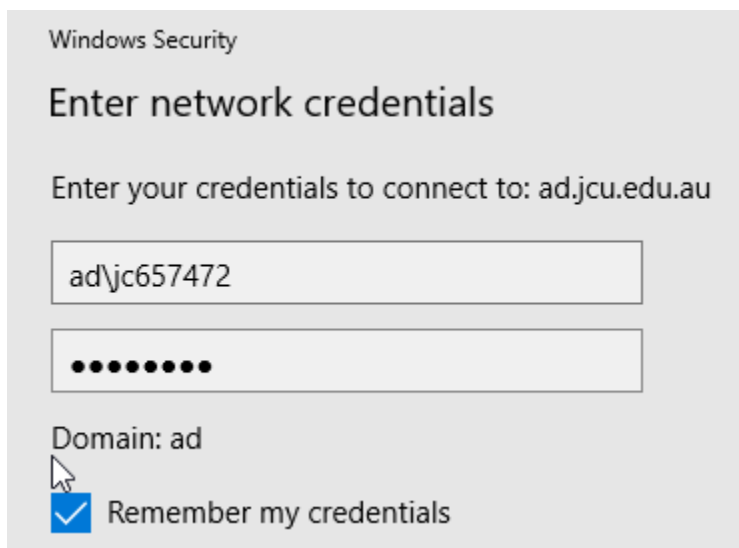 Windows Security
Enter network credentials
Enter your credentials to connect to: ad.jcu.edu.au
ad\jc657472
●●●●●●●●
Domain: ad
Remember my credentials